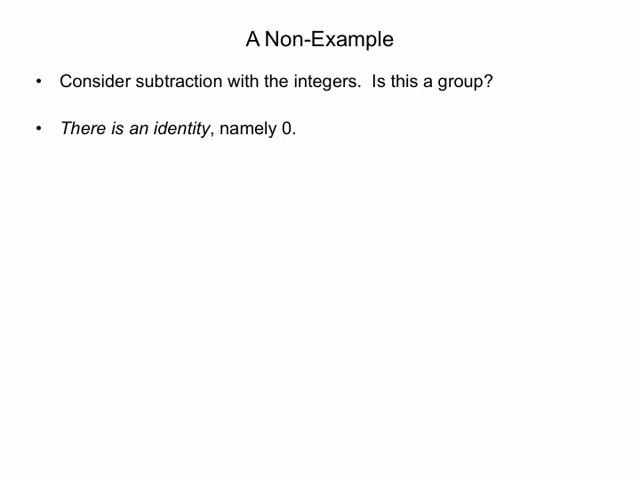 A Non-Example
• Consider subtraction with the integers.  Is this a group?
• There is an identity, namely 0.